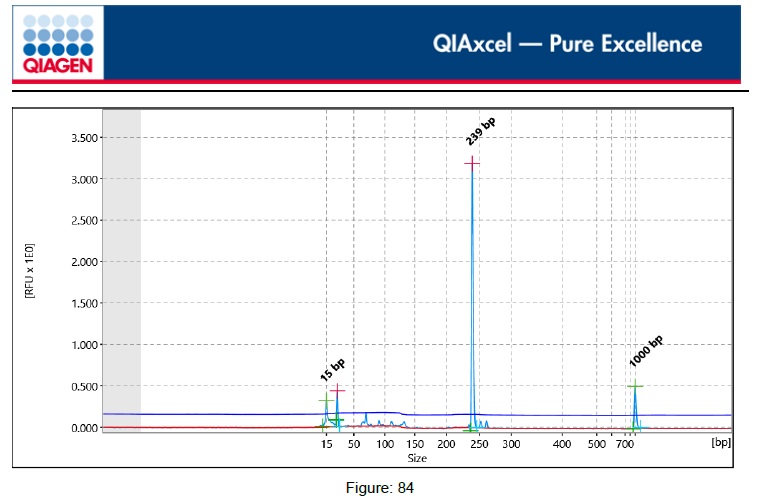 QIAGEN
QIAxcel — Pure Excellence
239 bp
3.500
3.000
2.500
2.000
1.500
1.000
0.500
0.000
[RFU x 1E0]
15 bp
1000 bp
15 50 100 150 200 250 300 400 500 700 [bp]
Size
Figure: 84